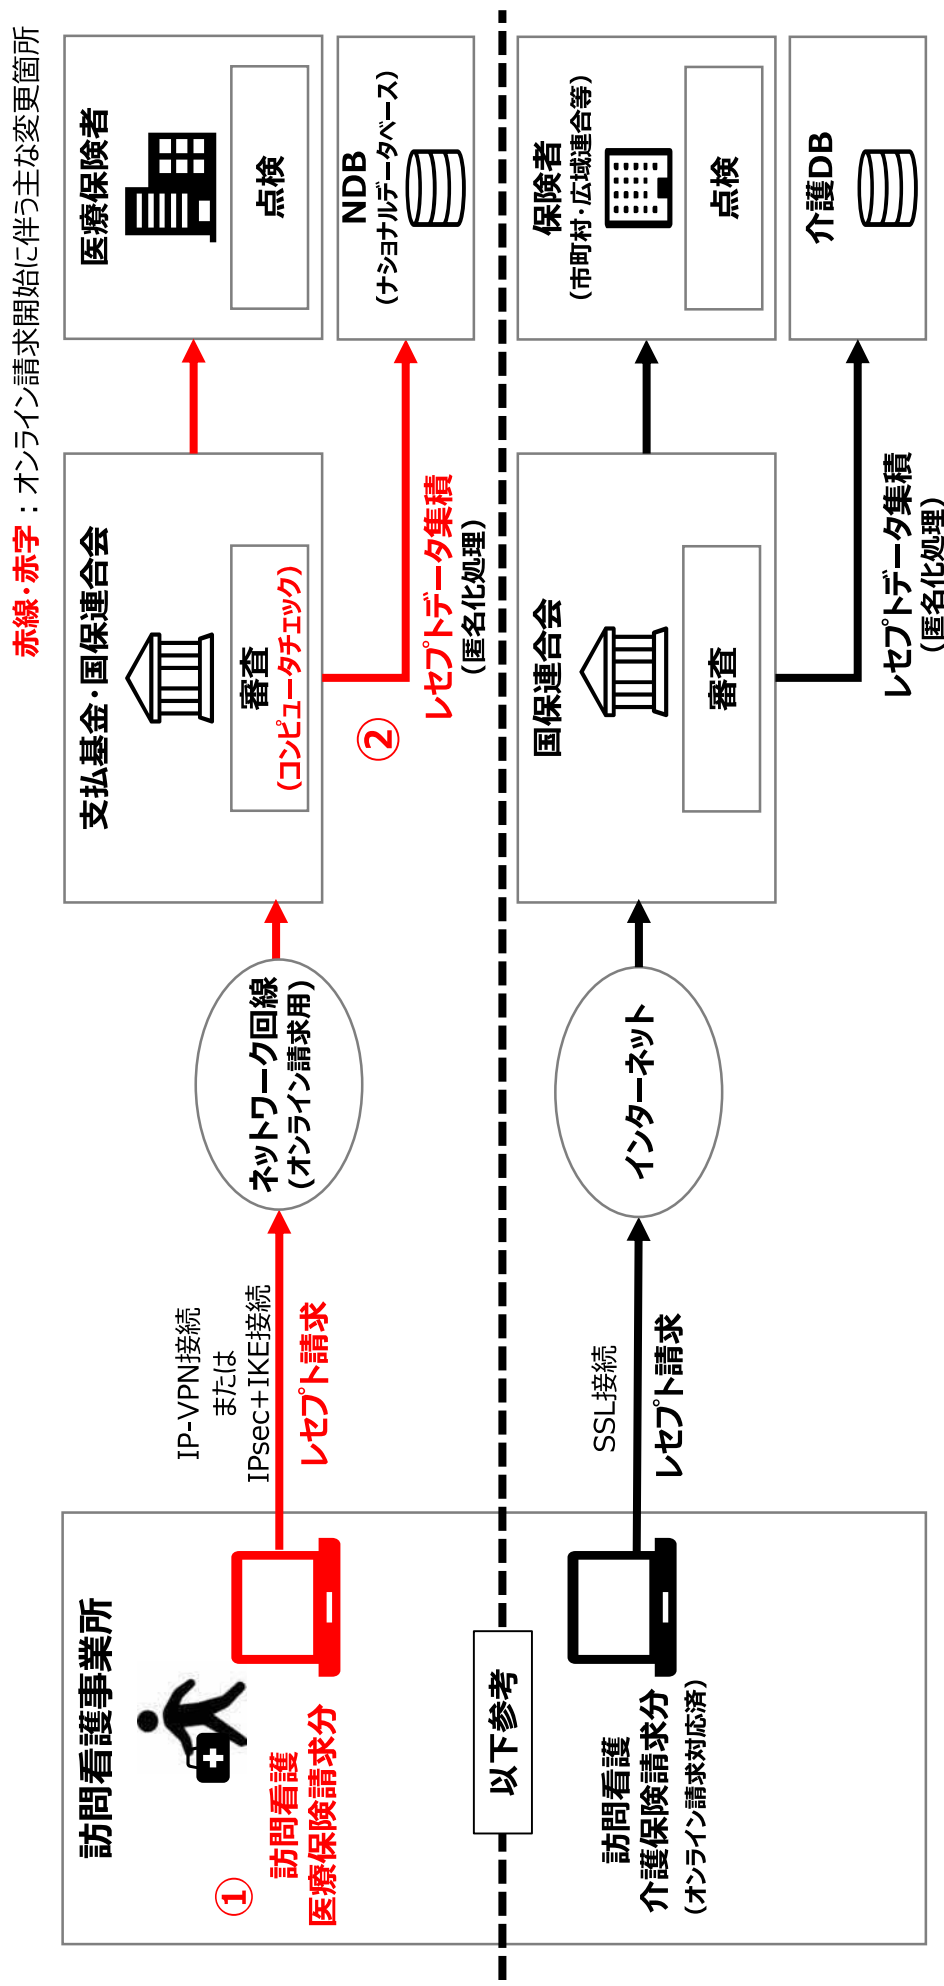 赤線・赤字：オンライン請求開始に伴う主な変更箇所
訪問看護事業所
①
訪問看護
医療保険請求分
IP-VPN接続
または
IPsec+IKE接続
レセプト請求
ネットワーク回線
(オンライン請求用)
支払基金・国保連合会
審査
(コンピュータチェック)
②
レセプトデータ集積
(匿名化処理)
医療保険者
点検
NDB
(ナショナルデータベース)
以下参考
訪問看護
介護保険請求分
(オンライン請求対応済)
SSL接続
レセプト請求
インターネット
国保連合会
審査
レセプトデータ集積
(匿名化処理)
保険者
(市町村・広域連合等)
点検
介護DB